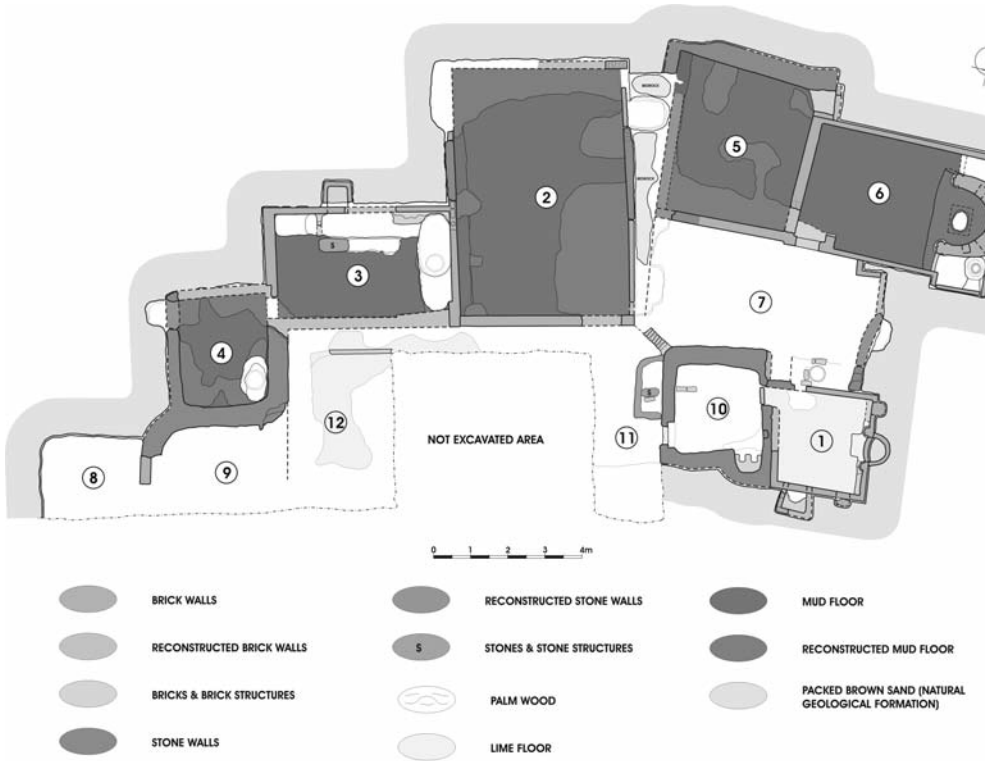 MORDEX
5
6
2
MORDEX
S
3
7
4
10
12
S
1
NOT EXCAVATED AREA
11
8
9
0 1 2 3 4m
BRICK WALLS
RECONSTRUCTED STONE WALLS
MUD FLOOR
RECONSTRUCTED BRICK WALLS
S
STONES & STONE STRUCTURES
RECONSTRUCTED MUD FLOOR
BRICKS & BRICK STRUCTURES
PALM WOOD
PACKED BROWN SAND (NATURAL
GEOLOGICAL FORMATION)
STONE WALLS
LIME FLOOR